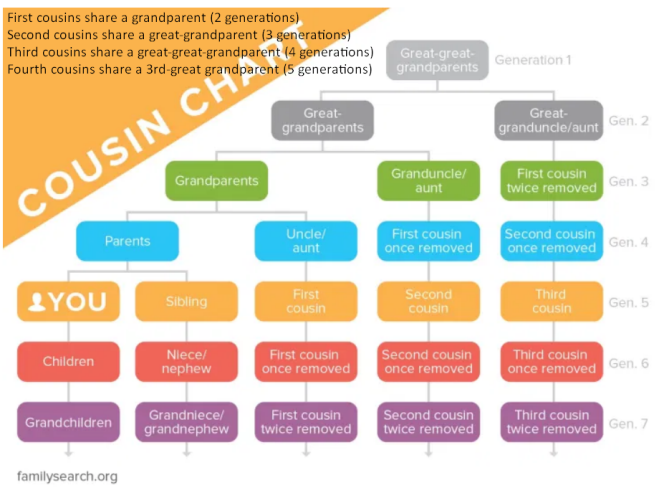 First cousins share a grandparent (2 generations)
Second cousins share a great-grandparent (3 generations)
Third cousins share a great-great-grandparent (4 generations)
Fourth cousins share a 3rd-great grandparent (5 generations)
COUSIN CHART
Great-great-
grandparents
Generation 1
Great-
grandparents
Great-
granduncle/aunt
Gen. 2
Grandparents
Granduncle/
aunt
First cousin
twice removed
Gen. 3
Parents
Uncle/
aunt
First cousin
once removed
Second cousin
once removed
Gen. 4
YOU
Sibling
First
cousin
Second
cousin
Third
cousin
Gen. 5
Children
Niece/
nephew
First cousin
once removed
Second cousin
once removed
Third cousin
once removed
Gen. 6
Grandchildren
Grandniece/
grandnephew
First cousin
twice removed
Second cousin
twice removed
Third cousin
twice removed
Gen. 7
familysearch.org